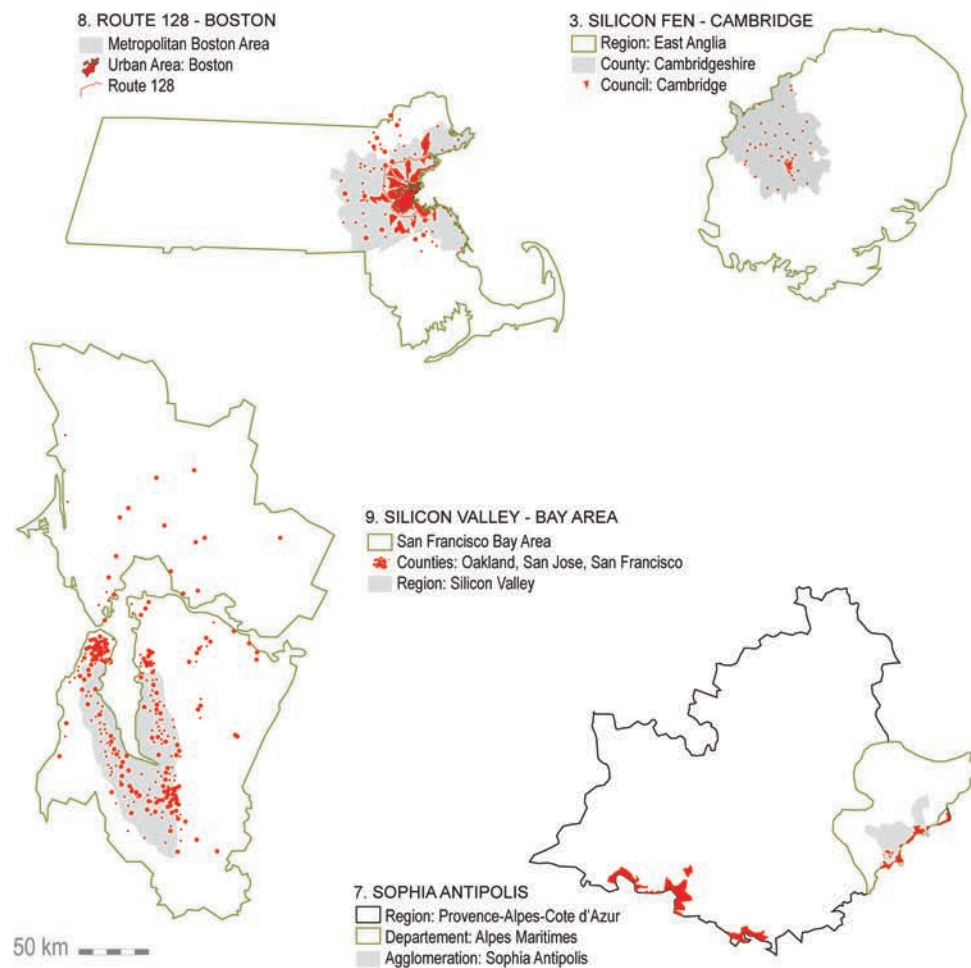 8. ROUTE 128 - BOSTON
Metropolitan Boston Area
Urban Area: Boston
Route 128
3. SILICON FEN - CAMBRIDGE
Region: East Anglia
County: Cambridgeshire
Council: Cambridge
9. SILICON VALLEY - BAY AREA
San Francisco Bay Area
Counties: Oakland, San Jose, San Francisco
Region: Silicon Valley
7. SOPHIA ANTIPOLIS
Region: Provence-Alpes-Cote d'Azur
Departement: Alpes Maritimes
Agglomeration: Sophia Antipolis
50 km